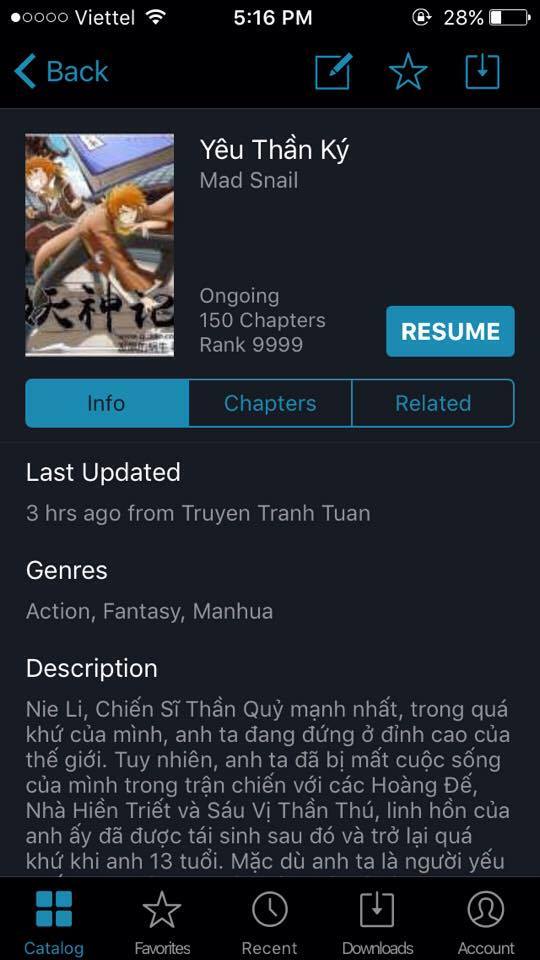 Viettel 5:16 PM 28%
Back
Yêu Thần Ký
Mad Snail
妖神记
Ongoing
150 Chapters
Rank 9999
RESUME
Info Chapters Related
Last Updated
3 hrs ago from Truyen Tranh Tuan
Genres
Action, Fantasy, Manhua
Description
Nie Li, Chiến Sĩ Thần Quỷ mạnh nhất, trong quá
khứ của mình, anh ta đang đứng ở đỉnh cao của
thế giới. Tuy nhiên, anh ta đã bị mất cuộc sống
của mình trong trận chiến với các Hoàng Đế,
Nhà Hiền Triết và Sáu Vị Thần Thú, linh hồn của
anh ấy đã được tái sinh sau đó và trở lại quá
khứ khi anh 13 tuổi. Mặc dù anh ta là người yếu
Catalog Favorites Recent Downloads Account